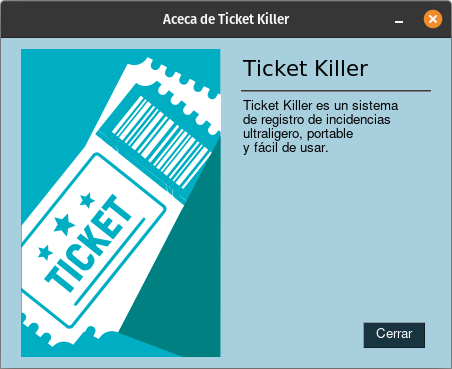 Aceca de Ticket Killer
TICKET
Ticket Killer
Ticket Killer es un sistema
de registro de incidencias
ultraligero, portable
y fácil de usar.
Cerrar